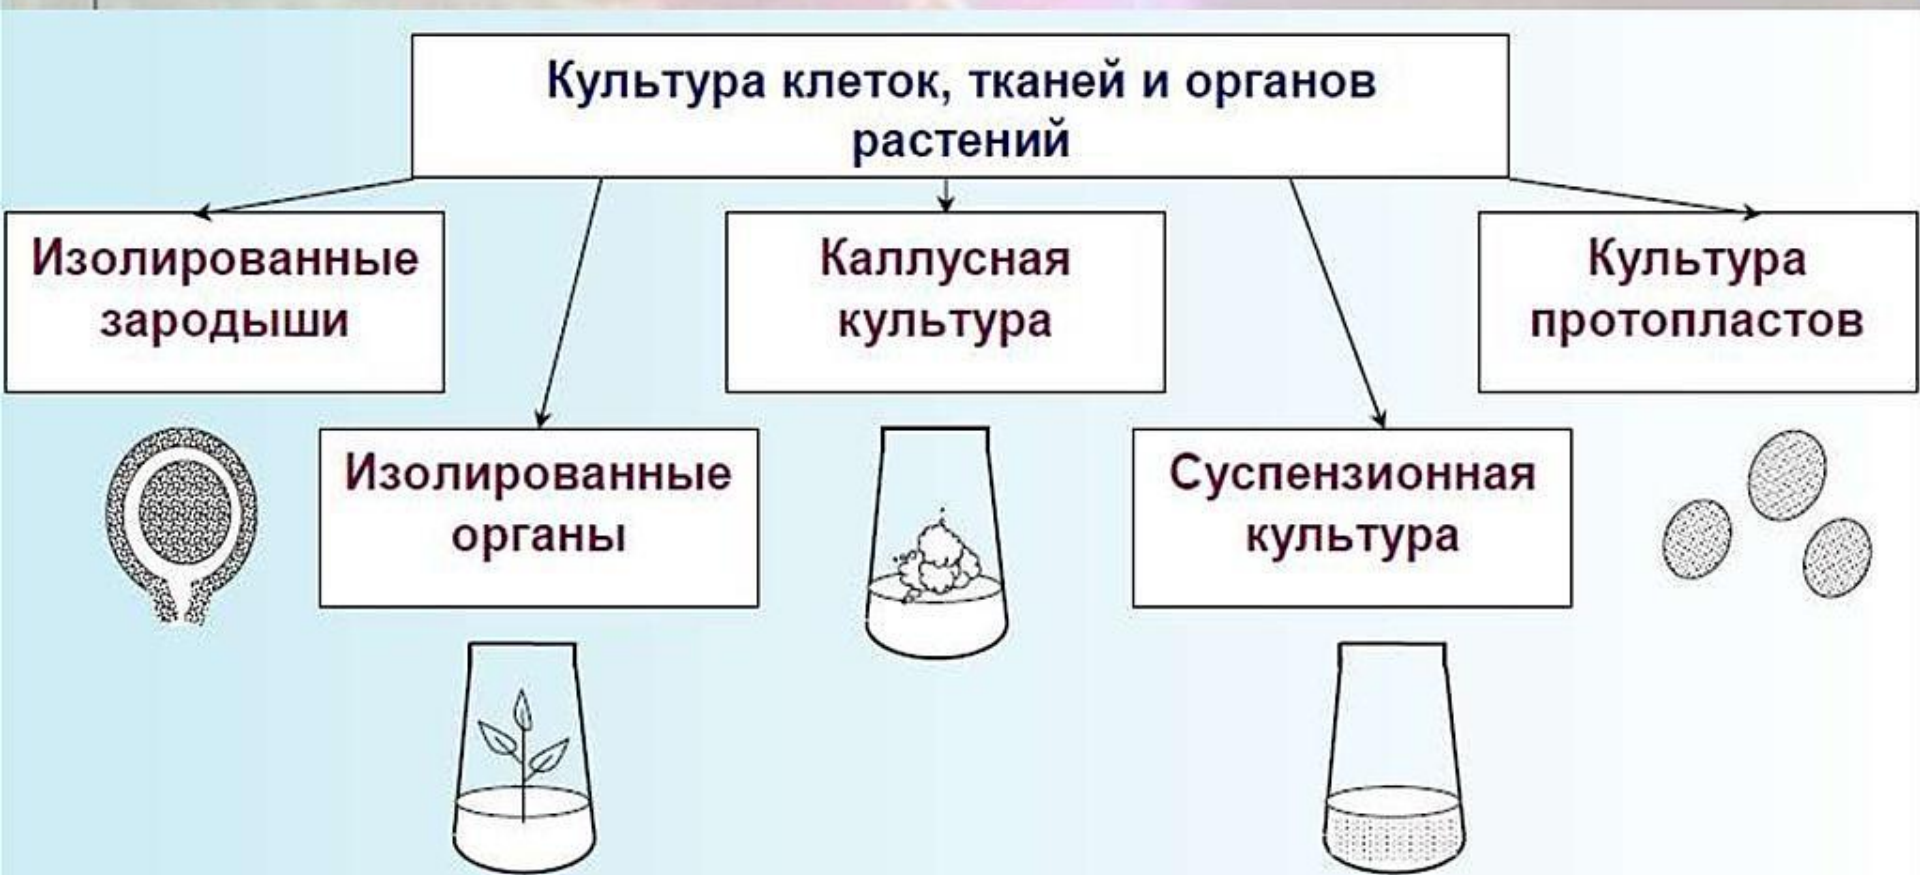 Культура клеток, тканей и органов
растений
Изолированные
зародыши
Каллусная
культура
Культура
протопластов
Изолированные
органы
Суспензионная
культура